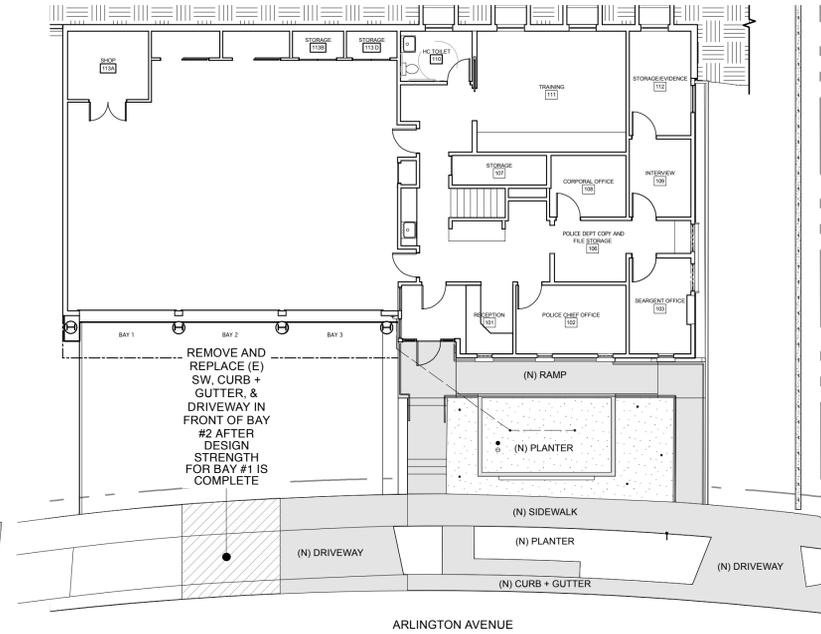 SHOP
113A
STORAGE
113B
STORAGE
113 D
HC TOILET
110
TRAINING
111
STORAGE/EVIDENCE
112
STORAGE
107
CORPORAL OFFICE
108
INTERVIEW
109
POLICE DEPT COPY AND
FILE STORAGE
106
RECEPTION
101
POLICE CHIEF OFFICE
102
SEARGENT OFFICE
103
BAY 1
BAY 2
BAY 3
REMOVE AND
REPLACE (E)
SW, CURB +
GUTTER, &
DRIVEWAY IN
FRONT OF BAY
#2 AFTER
DESIGN
STRENGTH
FOR BAY #1 IS
COMPLETE
(N) RAMP
(N) PLANTER
(N) SIDEWALK
(N) PLANTER
(N) DRIVEWAY
(N) DRIVEWAY
(N) CURB + GUTTER
ARLINGTON AVENUE